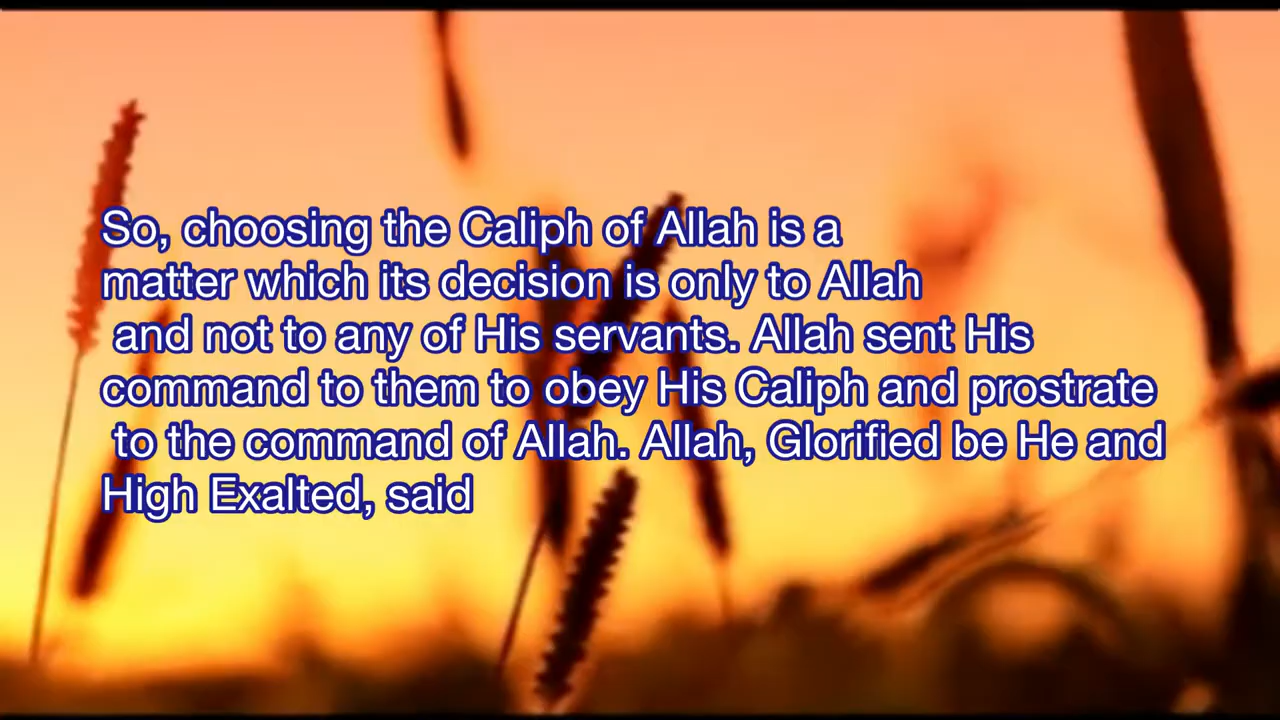 So, choosing the Caliph of Allah is a
matter which its decision is only to Allah
and not to any of His servants. Allah sent His
command to them to obey His Caliph and prostrate
to the command of Allah. Allah, Glorified be He and
High Exalted, said